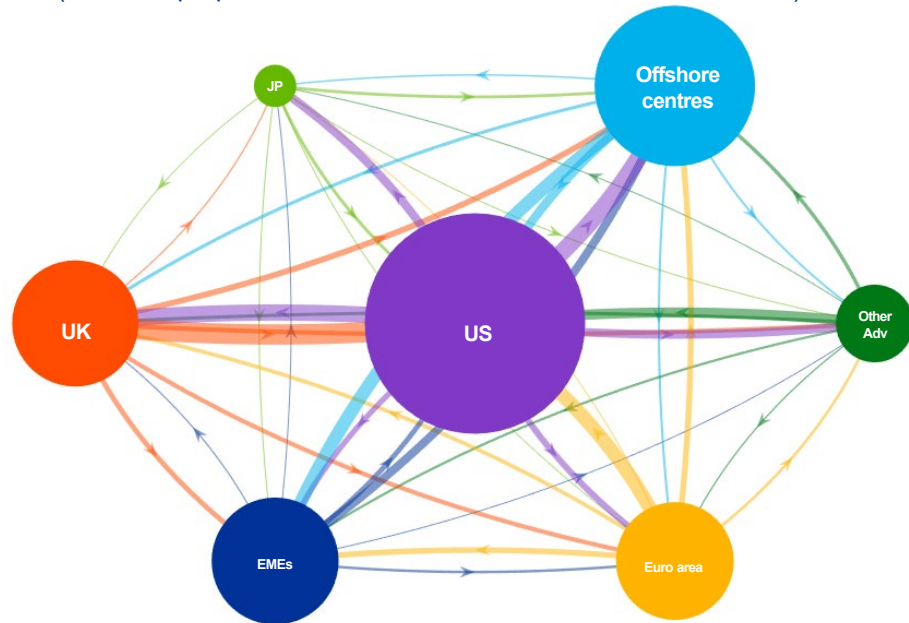 JP
Offshore
centres
UK
US
Other
Adv
EMEs
Euro area